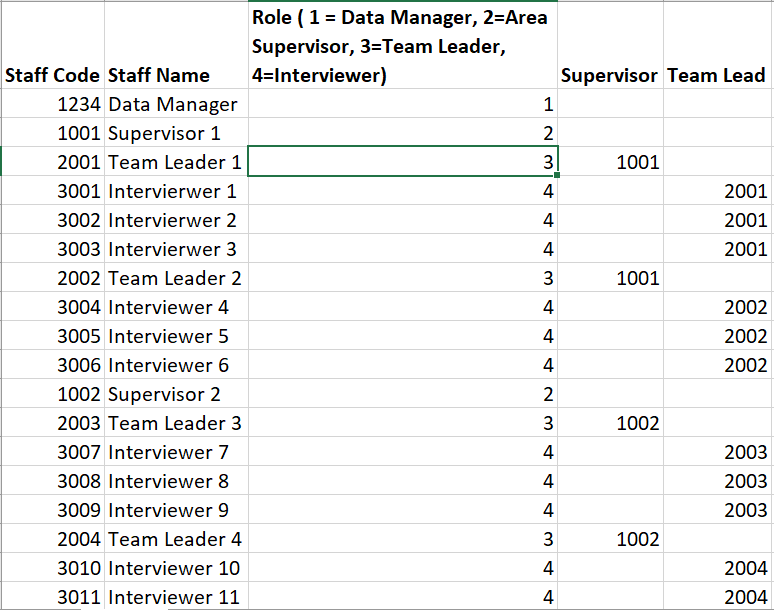 Staff Code Staff Name Role ( 1 = Data Manager, 2=Area Supervisor, 3=Team Leader, 4=Interviewer) Supervisor Team Lead
1234 Data Manager 1
1001 Supervisor 1 2
2001 Team Leader 1 3 1001
3001 Intervierwer 1 4 2001
3002 Intervierwer 2 4 2001
3003 Intervierwer 3 4 2001
2002 Team Leader 2 3 1001
3004 Interviewer 4 4 2002
3005 Interviewer 5 4 2002
3006 Interviewer 6 4 2002
1002 Supervisor 2 2
2003 Team Leader 3 3 1002
3007 Interviewer 7 4 2003
3008 Interviewer 8 4 2003
3009 Interviewer 9 4 2003
2004 Team Leader 4 3 1002
3010 Interviewer 10 4 2004
3011 Interviewer 11 4 2004